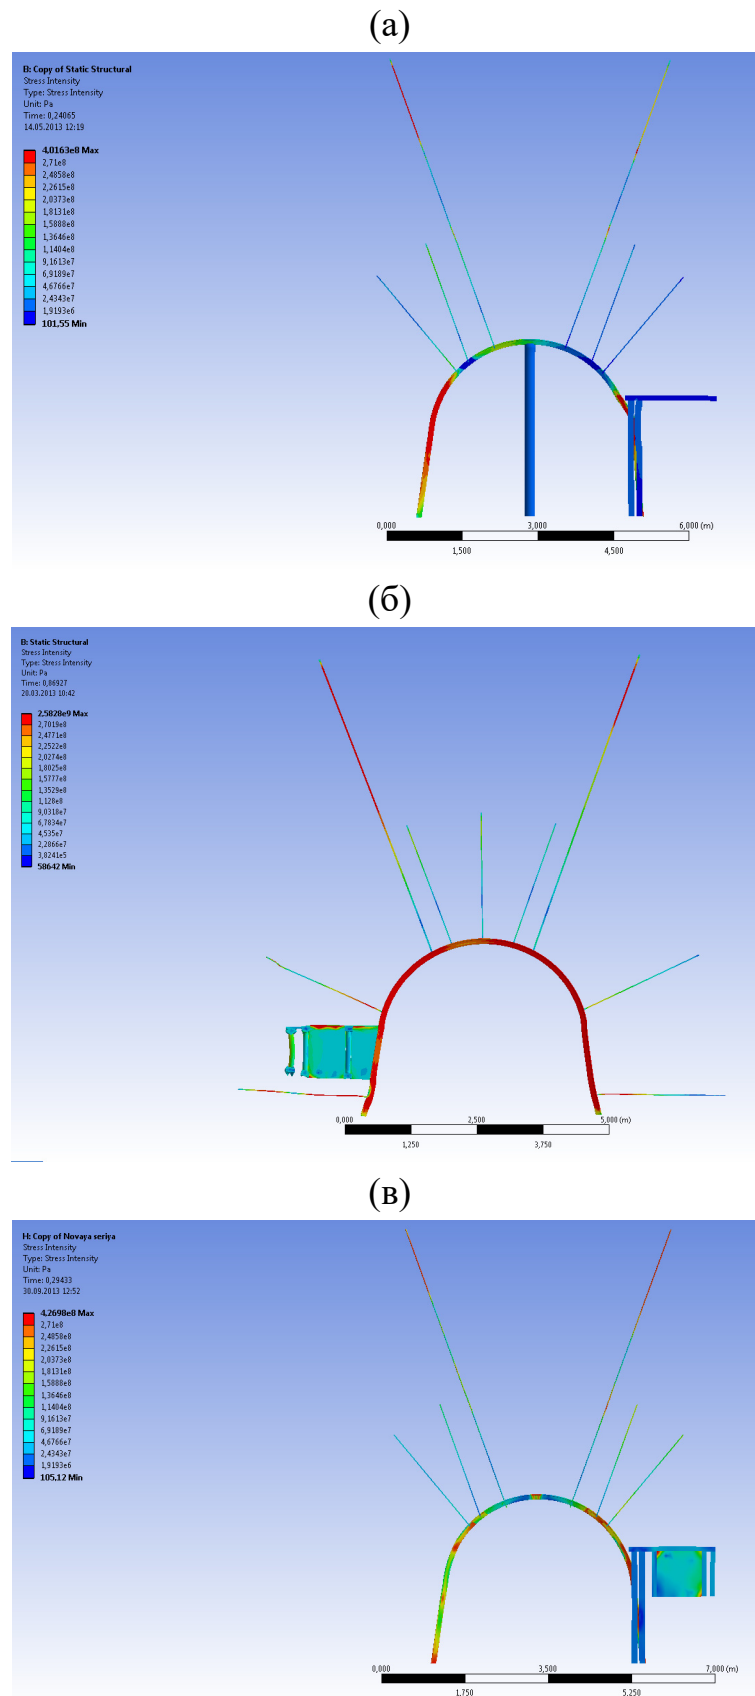 (а)
B: Copy of Static Structural
Stress Intensity
Type: Stress Intensity
Unit: Pa
Time: 0,24065
14.05.2013 12:19
4,0163e8 Max
2,71e8
2,4858e8
2,2615e8
2,0373e8
1,8131e8
1,5888e8
1,3646e8
1,1404e8
9,1613e7
6,9189e7
4,6766e7
2,4343e7
1,9193e6
101,55 Min
0,000 3,000 6,000 (m)
1,500 4,500
(б)
B: Static Structural
Stress Intensity
Type: Stress Intensity
Unit: Pa
Time: 0,86927
20.03.2013 10:42
2,5828e9 Max
2,7019e8
2,4771e8
2,2522e8
2,0274e8
1,8025e8
1,5777e8
1,3529e8
1,128e8
9,0318e7
6,7834e7
4,535e7
2,2866e7
3,8241e5
58642 Min
0,000 2,500 5,000 (m)
1,250 3,750
(в)
H: Copy of Novaya seriya
Stress Intensity
Type: Stress Intensity
Unit: Pa
Time: 0,29433
30.09.2013 12:52
4,2698e8 Max
2,71e8
2,4858e8
2,2615e8
2,0373e8
1,8131e8
1,5888e8
1,3646e8
1,1404e8
9,1613e7
6,9189e7
4,6766e7
2,4343e7
1,9193e6
105,12 Min
0,000 3,500 7,000 (m)
1,750 5,250